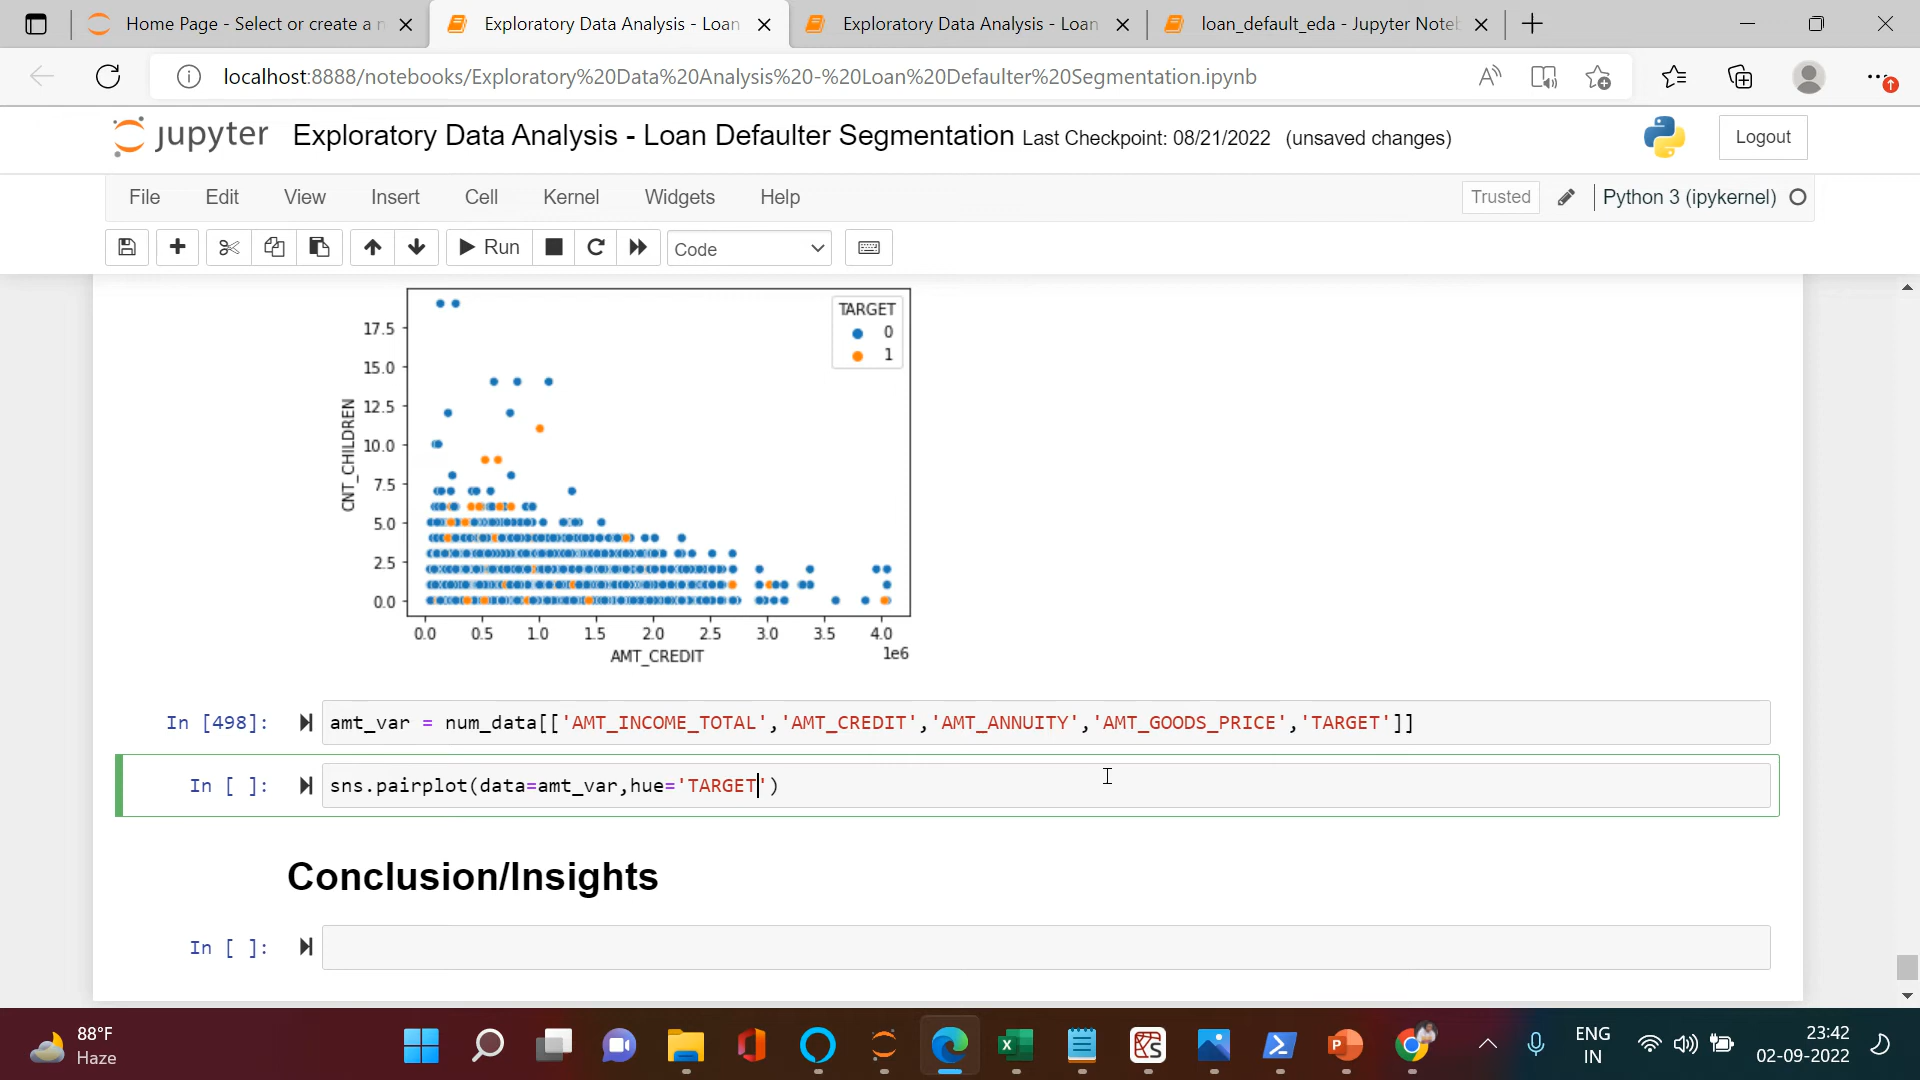 Home Page - Select or create a n
Exploratory Data Analysis - Loan
Exploratory Data Analysis - Loan
loan_default_eda - Jupyter Noteb
localhost:8888/notebooks/Exploratory%20Data%20Analysis%20-%20Loan%20Defaulter%20Segmentation.ipynb
jupyter Exploratory Data Analysis - Loan Defaulter Segmentation Last Checkpoint: 08/21/2022 (unsaved changes)
Logout
File Edit View Insert Cell Kernel Widgets Help
Trusted
Python 3 (ipykernel)
Run
Code
TARGET
0
1
17.5
15.0
12.5
10.0
7.5
5.0
2.5
0.0
CNT_CHILDREN
0.0 0.5 1.0 1.5 2.0 2.5 3.0 3.5 4.0
AMT_CREDIT
1e6
In [498]: amt_var = num_data[['AMT_INCOME_TOTAL','AMT_CREDIT','AMT_ANNUITY','AMT_GOODS_PRICE','TARGET']]
In [ ]: sns.pairplot(data=amt_var,hue='TARGET')
Conclusion/Insights
In [ ]:
88°F
Haze
ENG
IN
23:42
02-09-2022